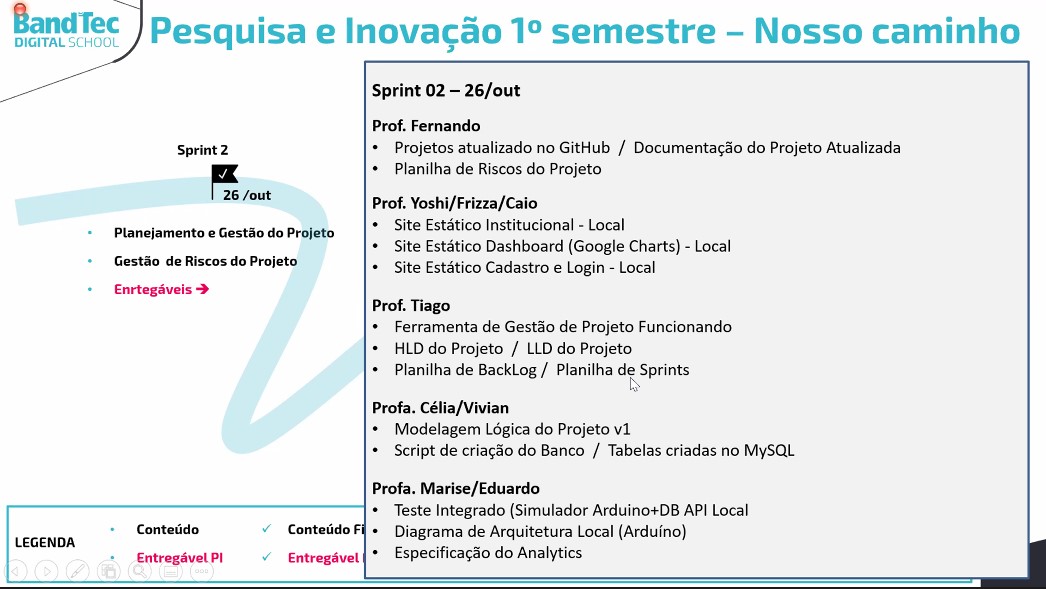 BandTec
DIGITAL SCHOOL
Pesquisa e Inovação 1º semestre – Nosso caminho
Sprint 2
26 /out
• Planejamento e Gestão do Projeto
• Gestão de Riscos do Projeto
• Enrtegáveis ➔
Sprint 02 – 26/out
Prof. Fernando
• Projetos atualizado no GitHub / Documentação do Projeto Atualizada
• Planilha de Riscos do Projeto
Prof. Yoshi/Frizza/Caio
• Site Estático Institucional - Local
• Site Estático Dashboard (Google Charts) - Local
• Site Estático Cadastro e Login - Local
Prof. Tiago
• Ferramenta de Gestão de Projeto Funcionando
• HLD do Projeto / LLD do Projeto
• Planilha de BackLog / Planilha de Sprints
Profa. Célia/Vivian
• Modelagem Lógica do Projeto v1
• Script de criação do Banco / Tabelas criadas no MySQL
Profa. Marise/Eduardo
• Teste Integrado (Simulador Arduino+DB API Local
• Diagrama de Arquitetura Local (Arduíno)
• Especificação do Analytics
LEGENDA
• Conteúdo ✓ Conteúdo Fi
• Entregável PI ✓ Entregável